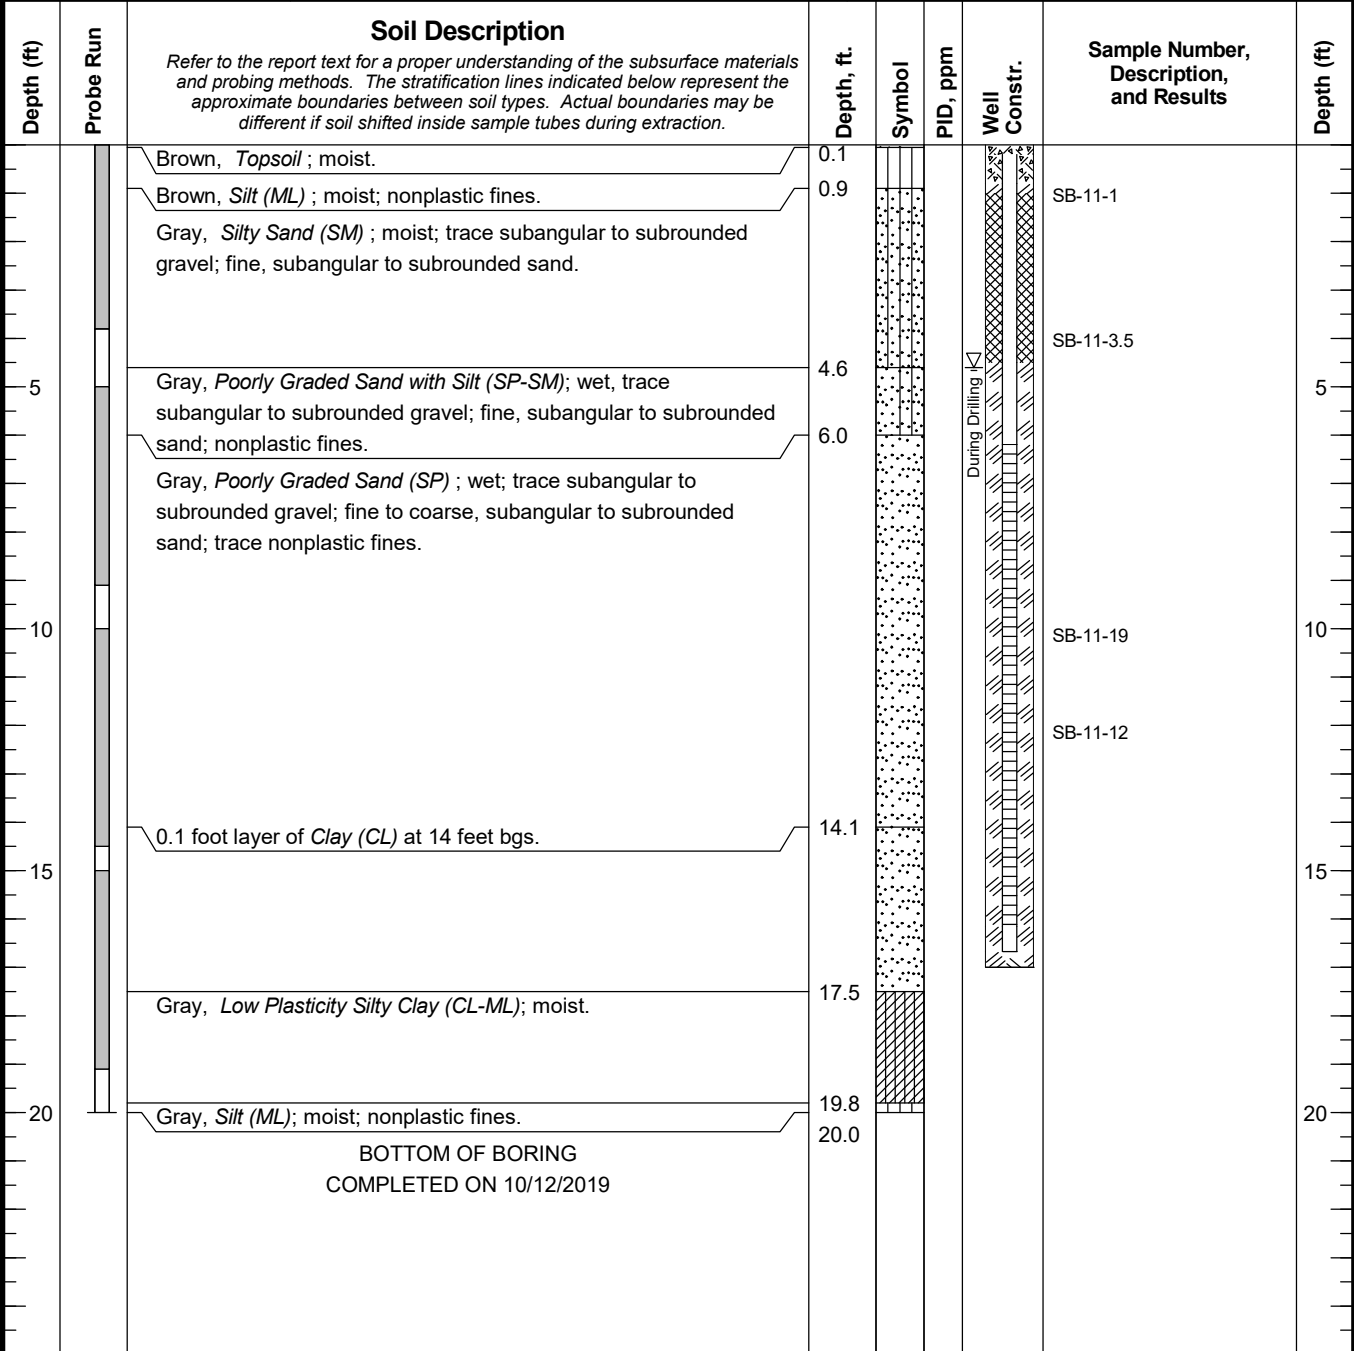 Depth (ft)
Probe Run
Soil Description
Refer to the report text for a proper understanding of the subsurface materials
and probing methods. The stratification lines indicated below represent the
approximate boundaries between soil types. Actual boundaries may be
different if soil shifted inside sample tubes during extraction.
Depth, ft.
Symbol
PID, ppm
Well
Constr.
Sample Number,
Description,
and Results
Depth (ft)
Brown, Topsoil ; moist.
0.1
Brown, Silt (ML) ; moist; nonplastic fines.
0.9
SB-11-1
Gray, Silty Sand (SM) ; moist; trace subangular to subrounded
gravel; fine, subangular to subrounded sand.
SB-11-3.5
4.6
5
Gray, Poorly Graded Sand with Silt (SP-SM); wet, trace
subangular to subrounded gravel; fine, subangular to subrounded
sand; nonplastic fines.
6.0
During Drilling
5
Gray, Poorly Graded Sand (SP) ; wet; trace subangular to
subrounded gravel; fine to coarse, subangular to subrounded
sand; trace nonplastic fines.
10
SB-11-19
10
SB-11-12
0.1 foot layer of Clay (CL) at 14 feet bgs.
14.1
15
15
17.5
Gray, Low Plasticity Silty Clay (CL-ML); moist.
19.8
20
Gray, Silt (ML); moist; nonplastic fines.
20.0
20
BOTTOM OF BORING
COMPLETED ON 10/12/2019